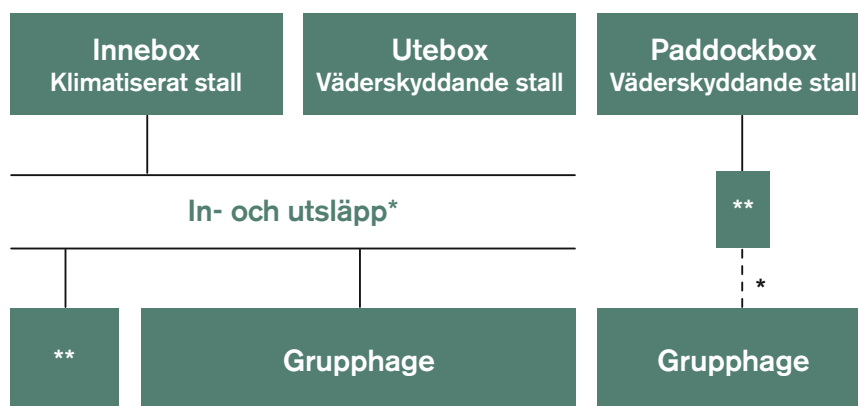 Innebox
Klimatiserat stall
Utebox
Väderskyddande stall
Paddockbox
Väderskyddande stall
In- och utsläpp*
**
*
**
Grupphage
Grupphage